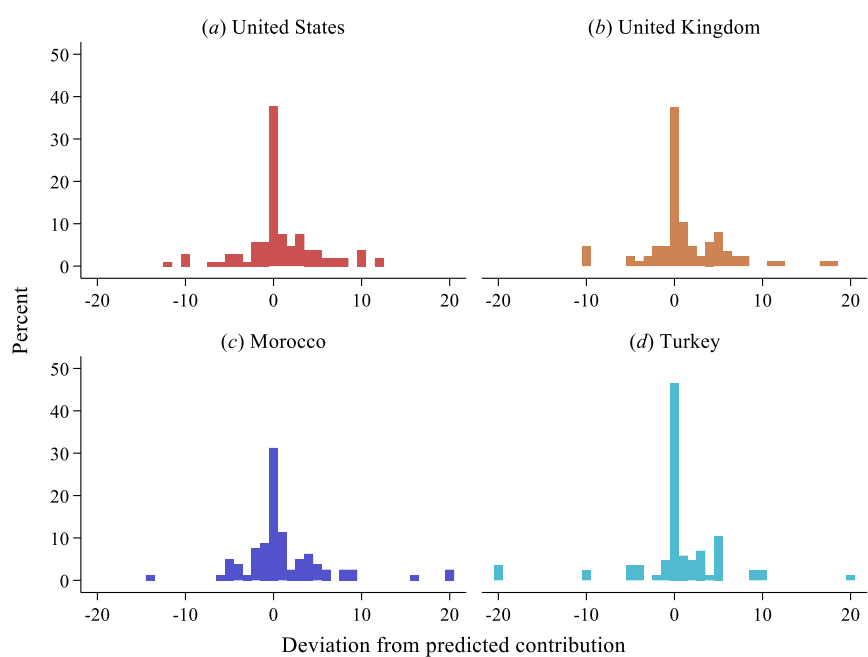 (a) United States
(b) United Kingdom
50
40
30
20
10
0
-20 -10 0 10 20
-20 -10 0 10 20
Percent
(c) Morocco
(d) Turkey
50
40
30
20
10
0
-20 -10 0 10 20
-20 -10 0 10 20
Deviation from predicted contribution